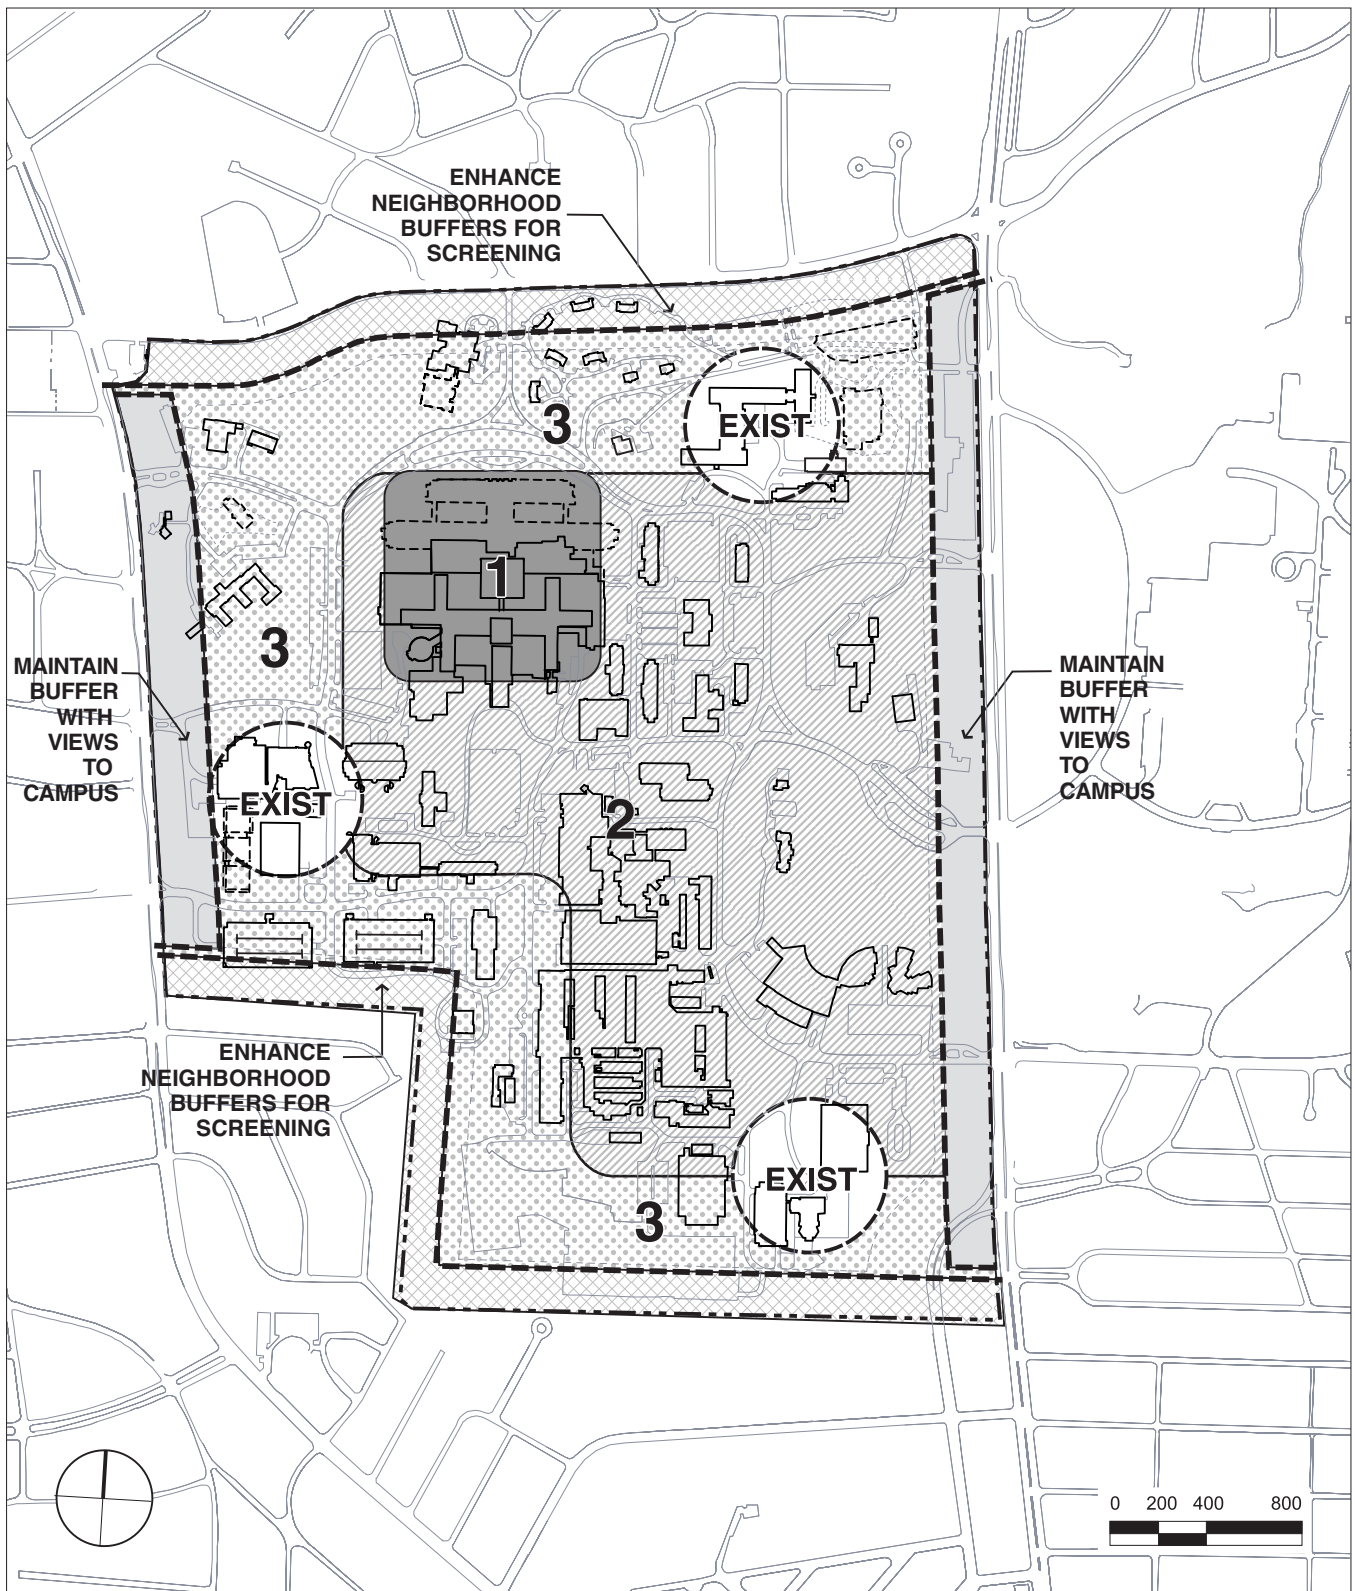 ENHANCE
NEIGHBORHOOD
BUFFERS FOR
SCREENING
3
EXIST
1
3
MAINTAIN
BUFFER
WITH
VIEWS
TO
CAMPUS
MAINTAIN
BUFFER
WITH
VIEWS
TO
CAMPUS
EXIST
2
ENHANCE
NEIGHBORHOOD
BUFFERS FOR
SCREENING
EXIST
3
0 200 400 800